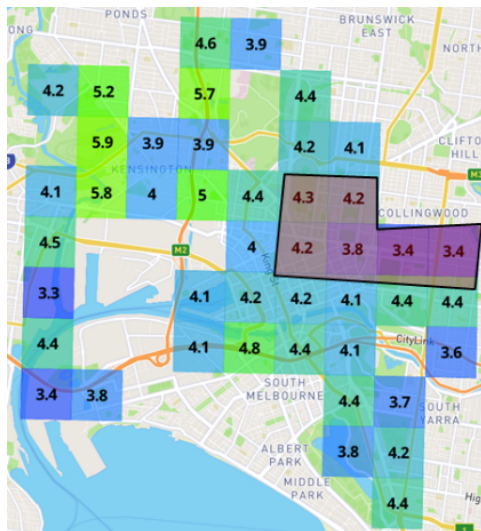 PONDS
BRUNSWICK
EAST
ONG
4.6 3.9
NORTH
4.2 5.2 5.7 4.4
5.9 3.9 3.9 4.2 4.1
CLIFTO
HILL
KENSINGTON
M3
4.1 5.8 4 5 4.4 4.3 4.2
COLLINGWOOD
4.5 4 4.2 3.8 3.4 3.4
M2
King St
3.3 4.1 4.2 4.2 4.1 4.4 4.4
CityLink
4.4 4.1 4.8 4.4 4.1 3.6
SOUTH
MELBOURNE
3.4 3.8 4.4 3.7
SOUTH
YARRA
ALBERT
PARK
3.8 4.2
MIDDLE
PARK
Hig
4.4
1